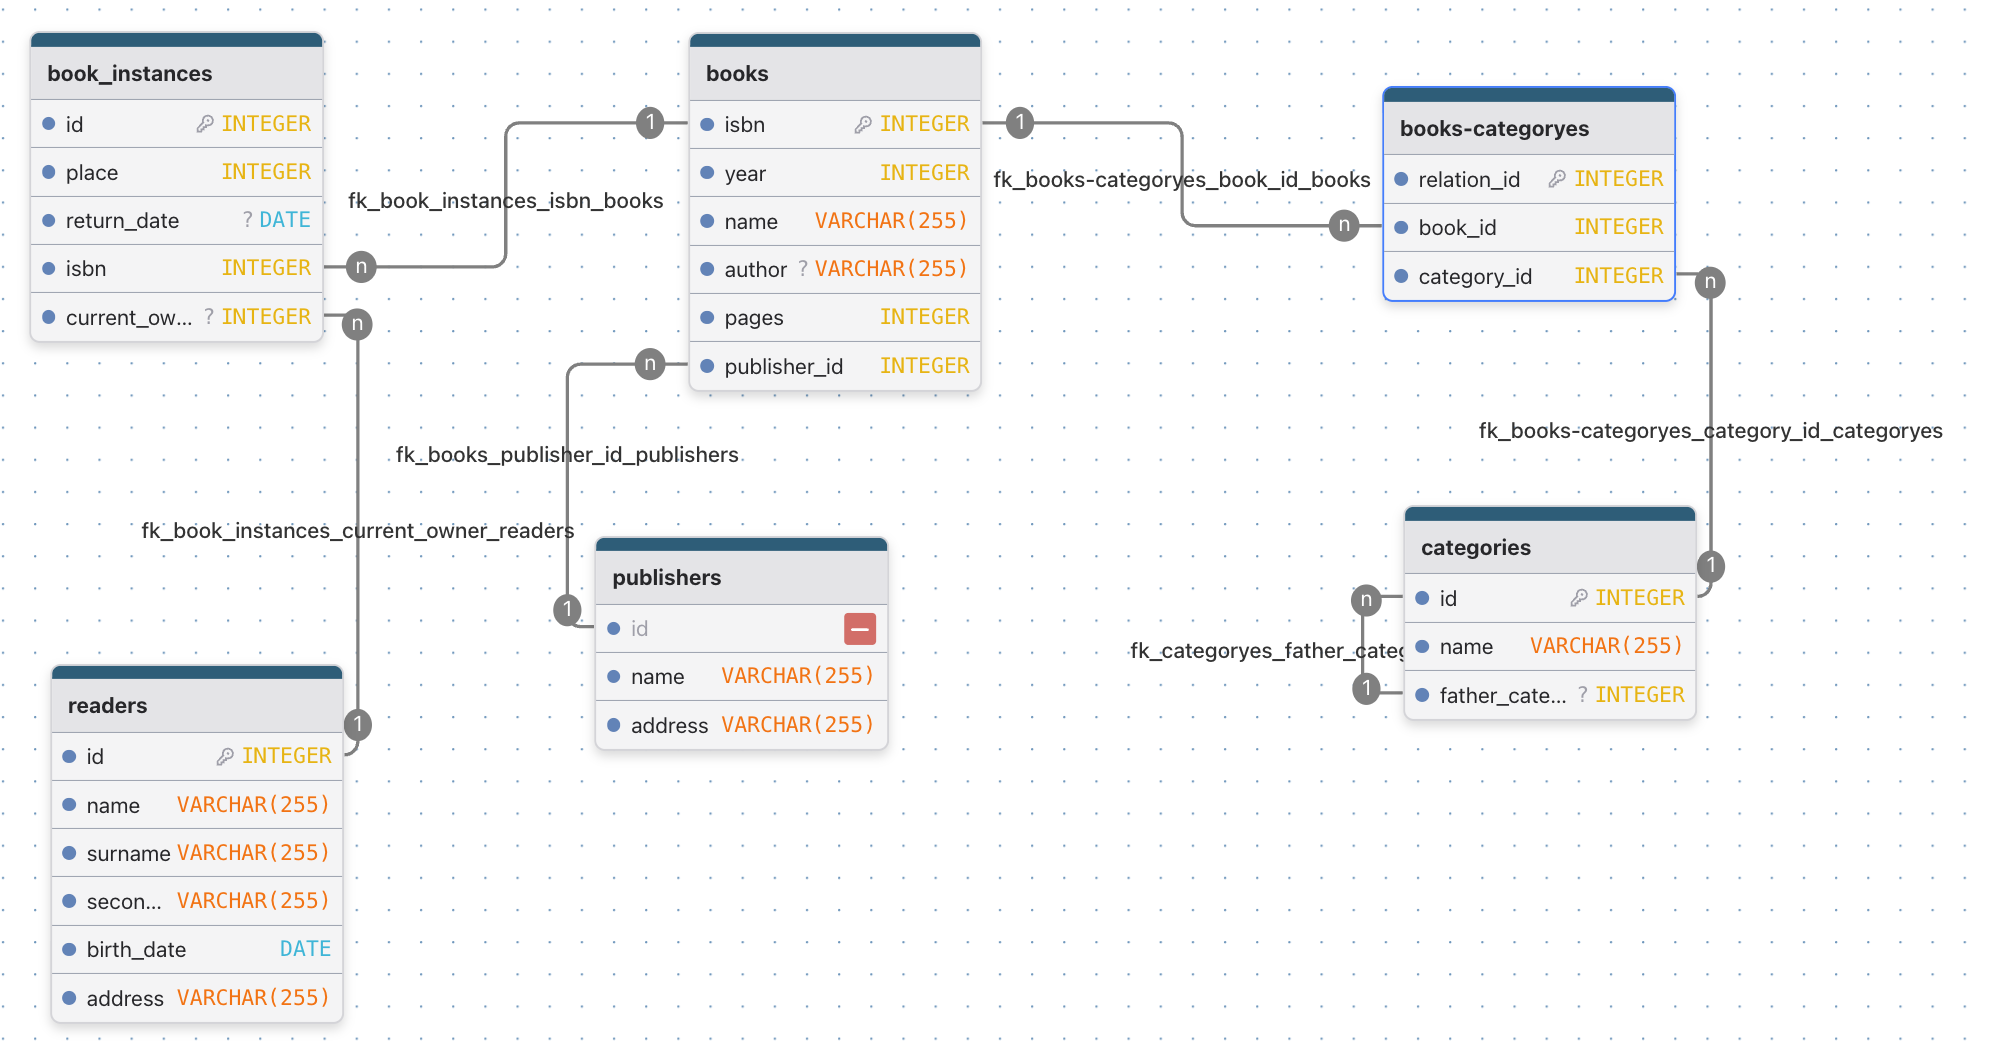 book_instances
id INTEGER
place INTEGER
return_date ? DATE
isbn INTEGER
current_ow... ? INTEGER
n
n
fk_book_instances_isbn_books
1
books
isbn INTEGER
year INTEGER
name VARCHAR(255)
author ? VARCHAR(255)
pages INTEGER
publisher_id INTEGER
1
n
fk_books-categoryes_book_id_books
n
books-categoryes
relation_id INTEGER
book_id INTEGER
category_id INTEGER
n
fk_books-categoryes_category_id_categoryes
1
fk_books_publisher_id_publishers
fk_book_instances_current_owner_readers
1
publishers
id
name VARCHAR(255)
address VARCHAR(255)
categories
id INTEGER
name VARCHAR(255)
father_cate... ? INTEGER
n
fk_categoryes_father_categ
1
readers
id INTEGER
name VARCHAR(255)
surname VARCHAR(255)
secon... VARCHAR(255)
birth_date DATE
address VARCHAR(255)
1